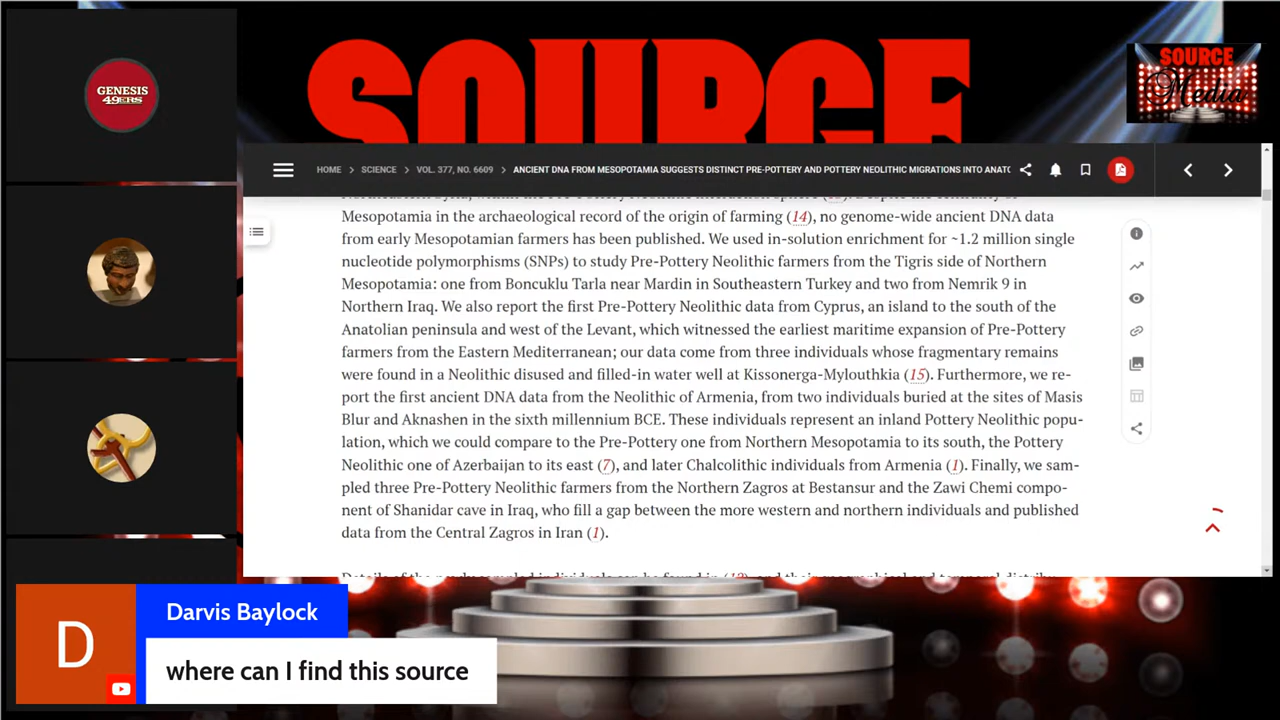 SOURCE
SOURCE
Media
GENESIS
49ERS
HOME > SCIENCE > VOL. 377, NO. 6609 > ANCIENT DNA FROM MESOPOTAMIA SUGGESTS DISTINCT PRE-POTTERY AND POTTERY NEOLITHIC MIGRATIONS INTO ANATO
Mesopotamia in the archaeological record of the origin of farming (14), no genome-wide ancient DNA data
from early Mesopotamian farmers has been published. We used in-solution enrichment for ~1.2 million single
nucleotide polymorphisms (SNPs) to study Pre-Pottery Neolithic farmers from the Tigris side of Northern
Mesopotamia: one from Boncuklu Tarla near Mardin in Southeastern Turkey and two from Nemrik 9 in
Northern Iraq. We also report the first Pre-Pottery Neolithic data from Cyprus, an island to the south of the
Anatolian peninsula and west of the Levant, which witnessed the earliest maritime expansion of Pre-Pottery
farmers from the Eastern Mediterranean; our data come from three individuals whose fragmentary remains
were found in a Neolithic disused and filled-in water well at Kissonerga-Mylouthkia (15). Furthermore, we re-
port the first ancient DNA data from the Neolithic of Armenia, from two individuals buried at the sites of Masis
Blur and Aknashen in the sixth millennium BCE. These individuals represent an inland Pottery Neolithic popu-
lation, which we could compare to the Pre-Pottery one from Northern Mesopotamia to its south, the Pottery
Neolithic one of Azerbaijan to its east (7), and later Chalcolithic individuals from Armenia (1). Finally, we sam-
pled three Pre-Pottery Neolithic farmers from the Northern Zagros at Bestansur and the Zawi Chemi compo-
nent of Shanidar cave in Iraq, who fill a gap between the more western and northern individuals and published
data from the Central Zagros in Iran (1).
D
Darvis Baylock
where can I find this source